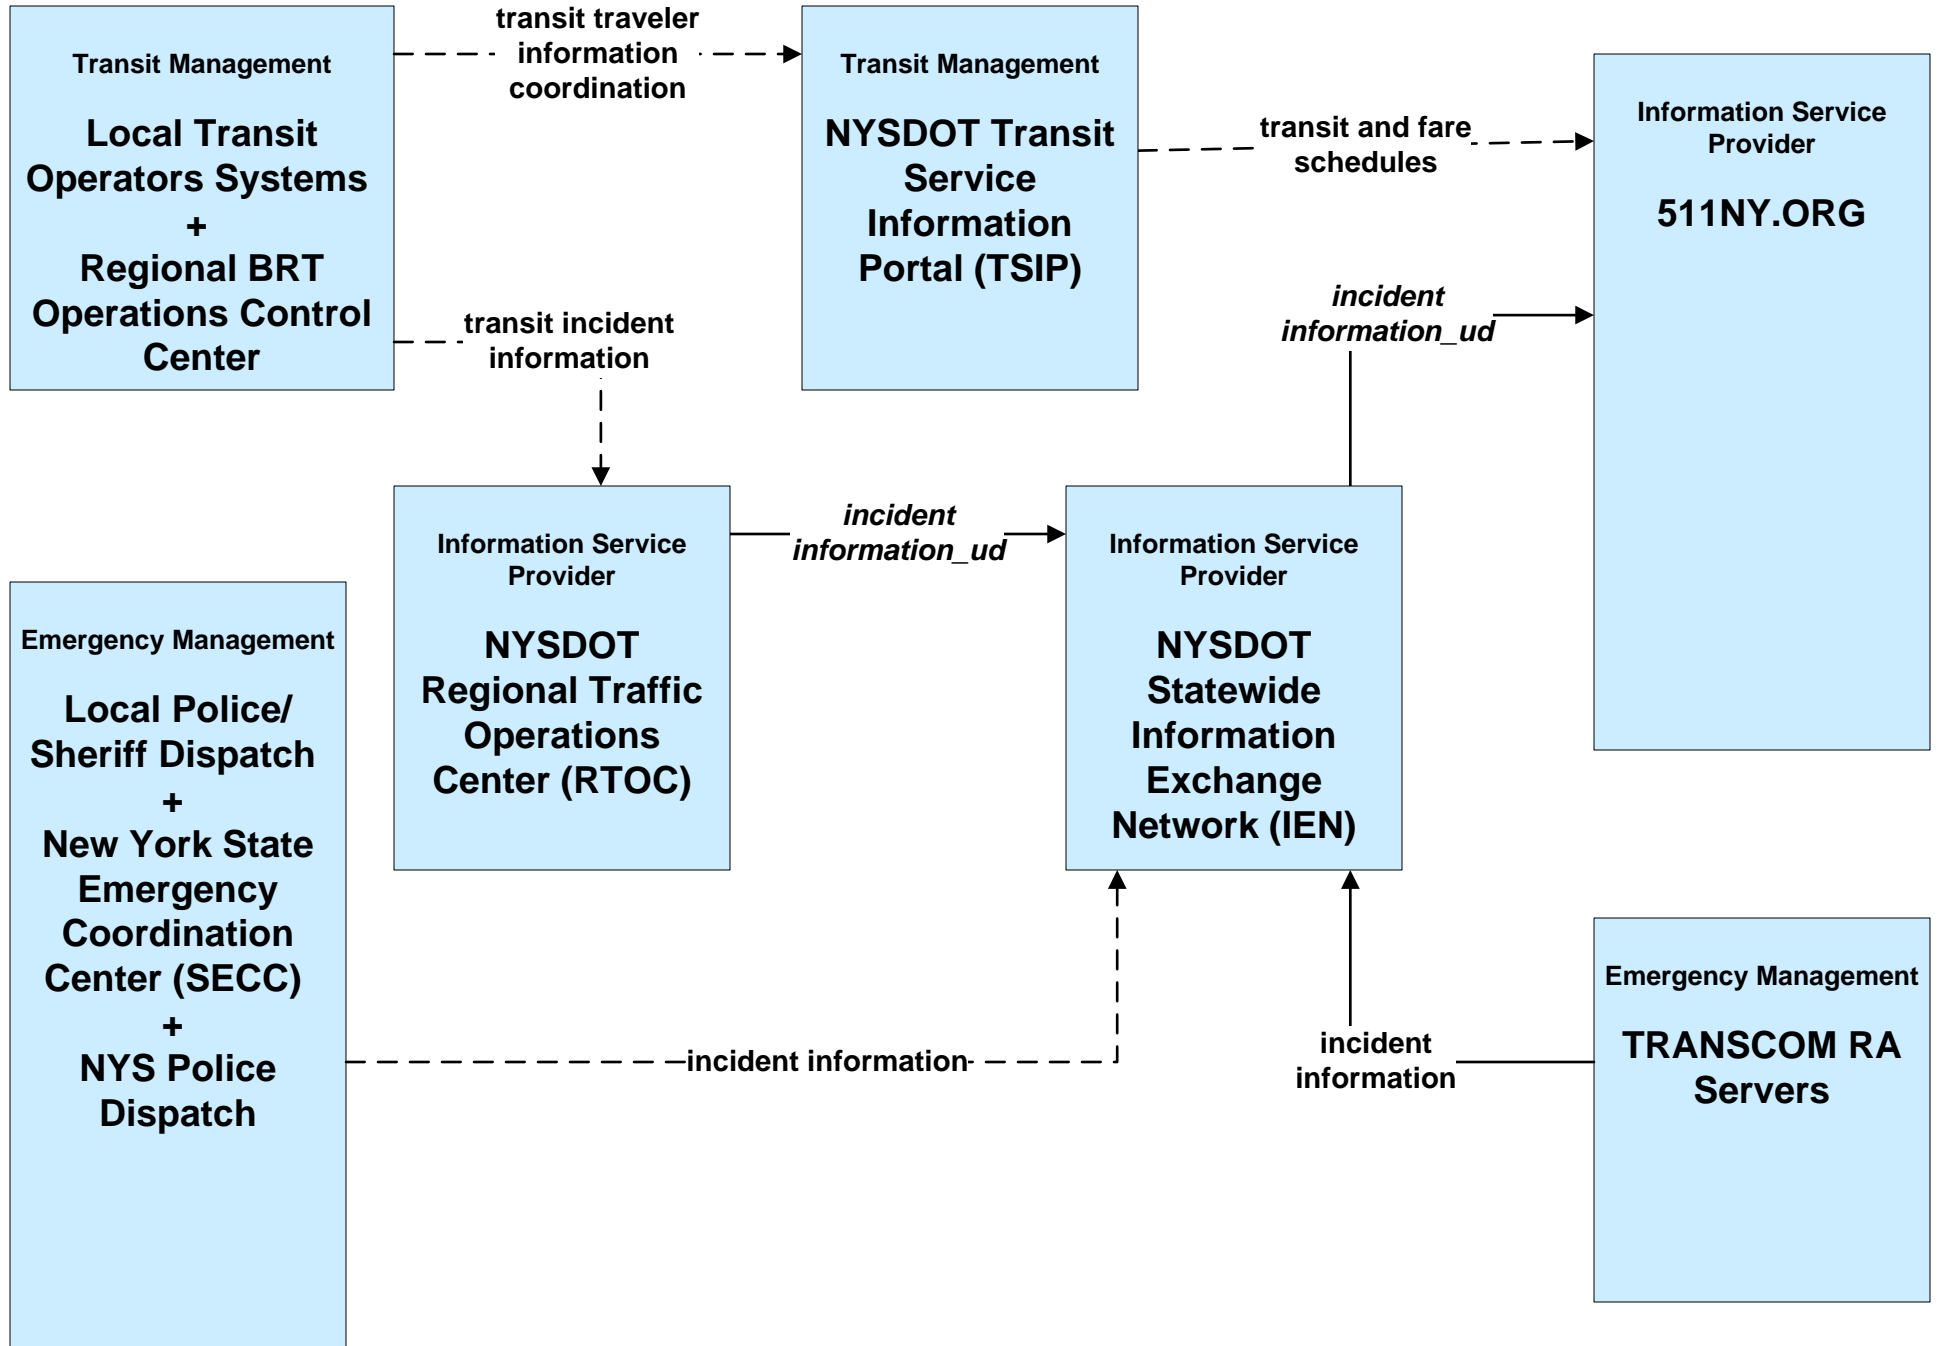 transit traveler
information
coordination
Transit Management
Local Transit
Operators Systems
+
Regional BRT
Operations Control
Center
Transit Management
NYSDOT Transit
Service
Information
Portal (TSIP)
transit and fare
schedules
Information Service
Provider
511NY.ORG
incident
information_ud
transit incident
information
Information Service
Provider
NYSDOT
Regional Traffic
Operations
Center (RTOC)
incident
information_ud
Information Service
Provider
NYSDOT
Statewide
Information
Exchange
Network (IEN)
Emergency Management
Local Police/
Sheriff Dispatch
+
New York State
Emergency
Coordination
Center (SECC)
+
NYS Police
Dispatch
incident information
incident
information
Emergency Management
TRANSCOM RA
Servers